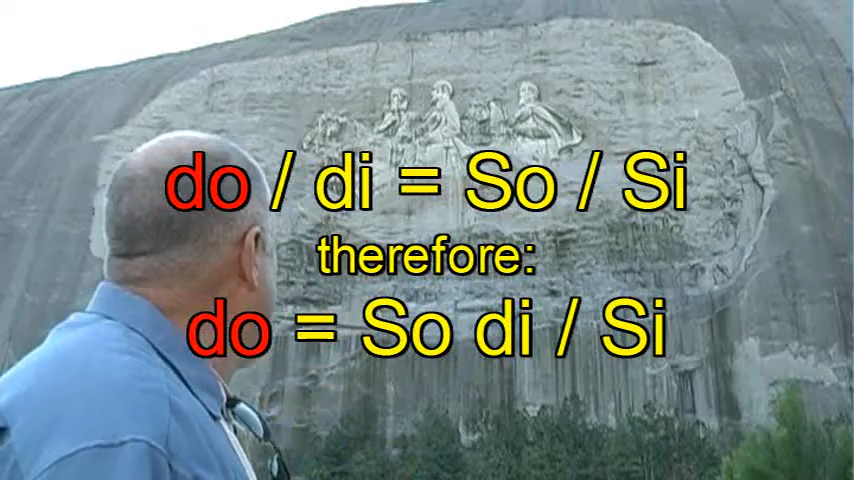 do / di = So / Si
therefore:
do = So di / Si